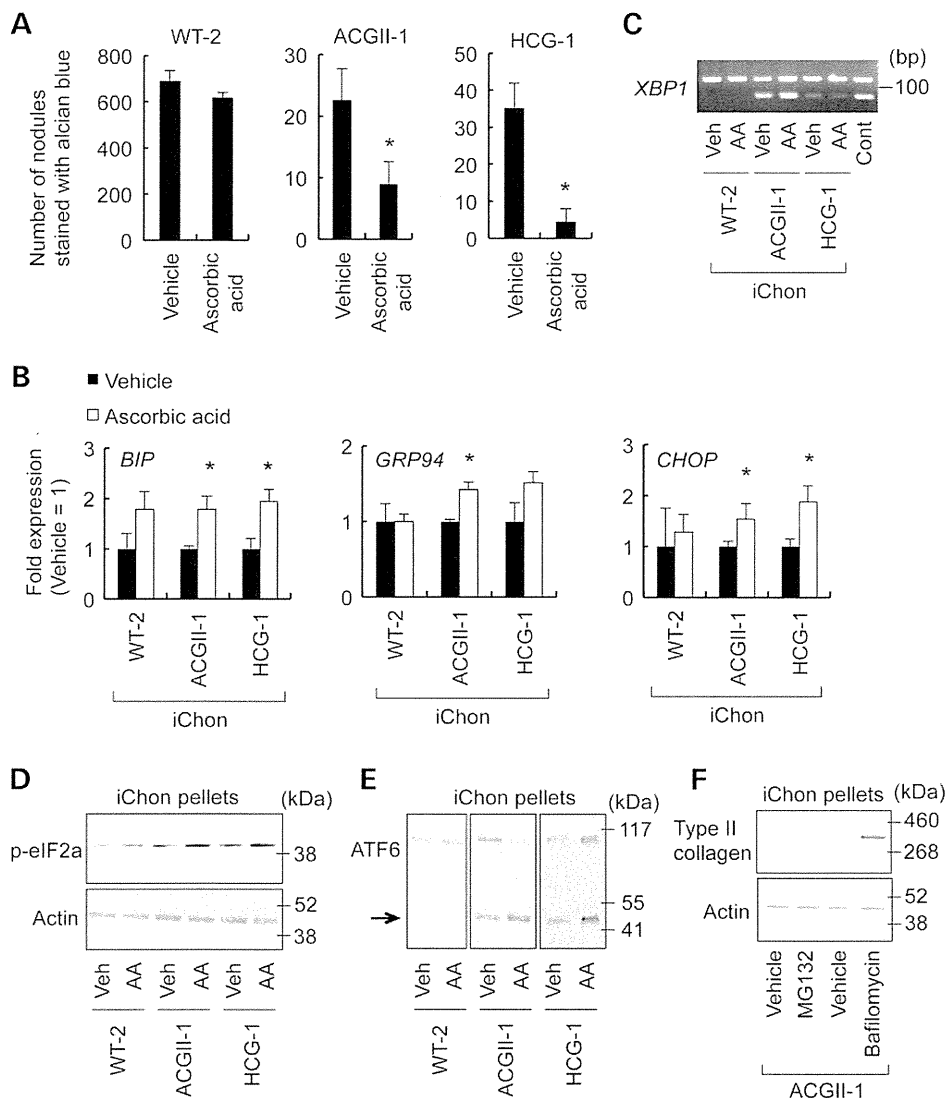 A
WT-2
ACGII-1
HCG-1
Number of nodules
stained with alcian blue
800
600
400
200
0
30
20
10
0
50
40
30
20
10
0
*
*
Vehicle
Ascorbic
acid
Vehicle
Ascorbic
acid
Vehicle
Ascorbic
acid
C
(bp)
XBP1
100
Veh
AA
Veh
AA
Veh
AA
Cont
WT-2
ACGII-1
HCG-1
iChon
B
Vehicle
Ascorbic acid
Fold expression
(Vehicle = 1)
3
2
1
0
BIP
*
*
WT-2
ACGII-1
HCG-1
iChon
2
1
0
GRP94
*
WT-2
ACGII-1
HCG-1
iChon
3
2
1
0
CHOP
*
*
WT-2
ACGII-1
HCG-1
iChon
D
iChon pellets
(kDa)
p-eIF2a
38
Actin
52
38
Veh
AA
Veh
AA
Veh
AA
WT-2
ACGII-1
HCG-1
E
iChon pellets
(kDa)
ATF6
117
55
41
Veh
AA
Veh
AA
Veh
AA
WT-2
ACGII-1
HCG-1
F
iChon pellets
(kDa)
Type II
collagen
460
268
Actin
52
38
Vehicle
MG132
Vehicle
Bafilomycin
ACGII-1